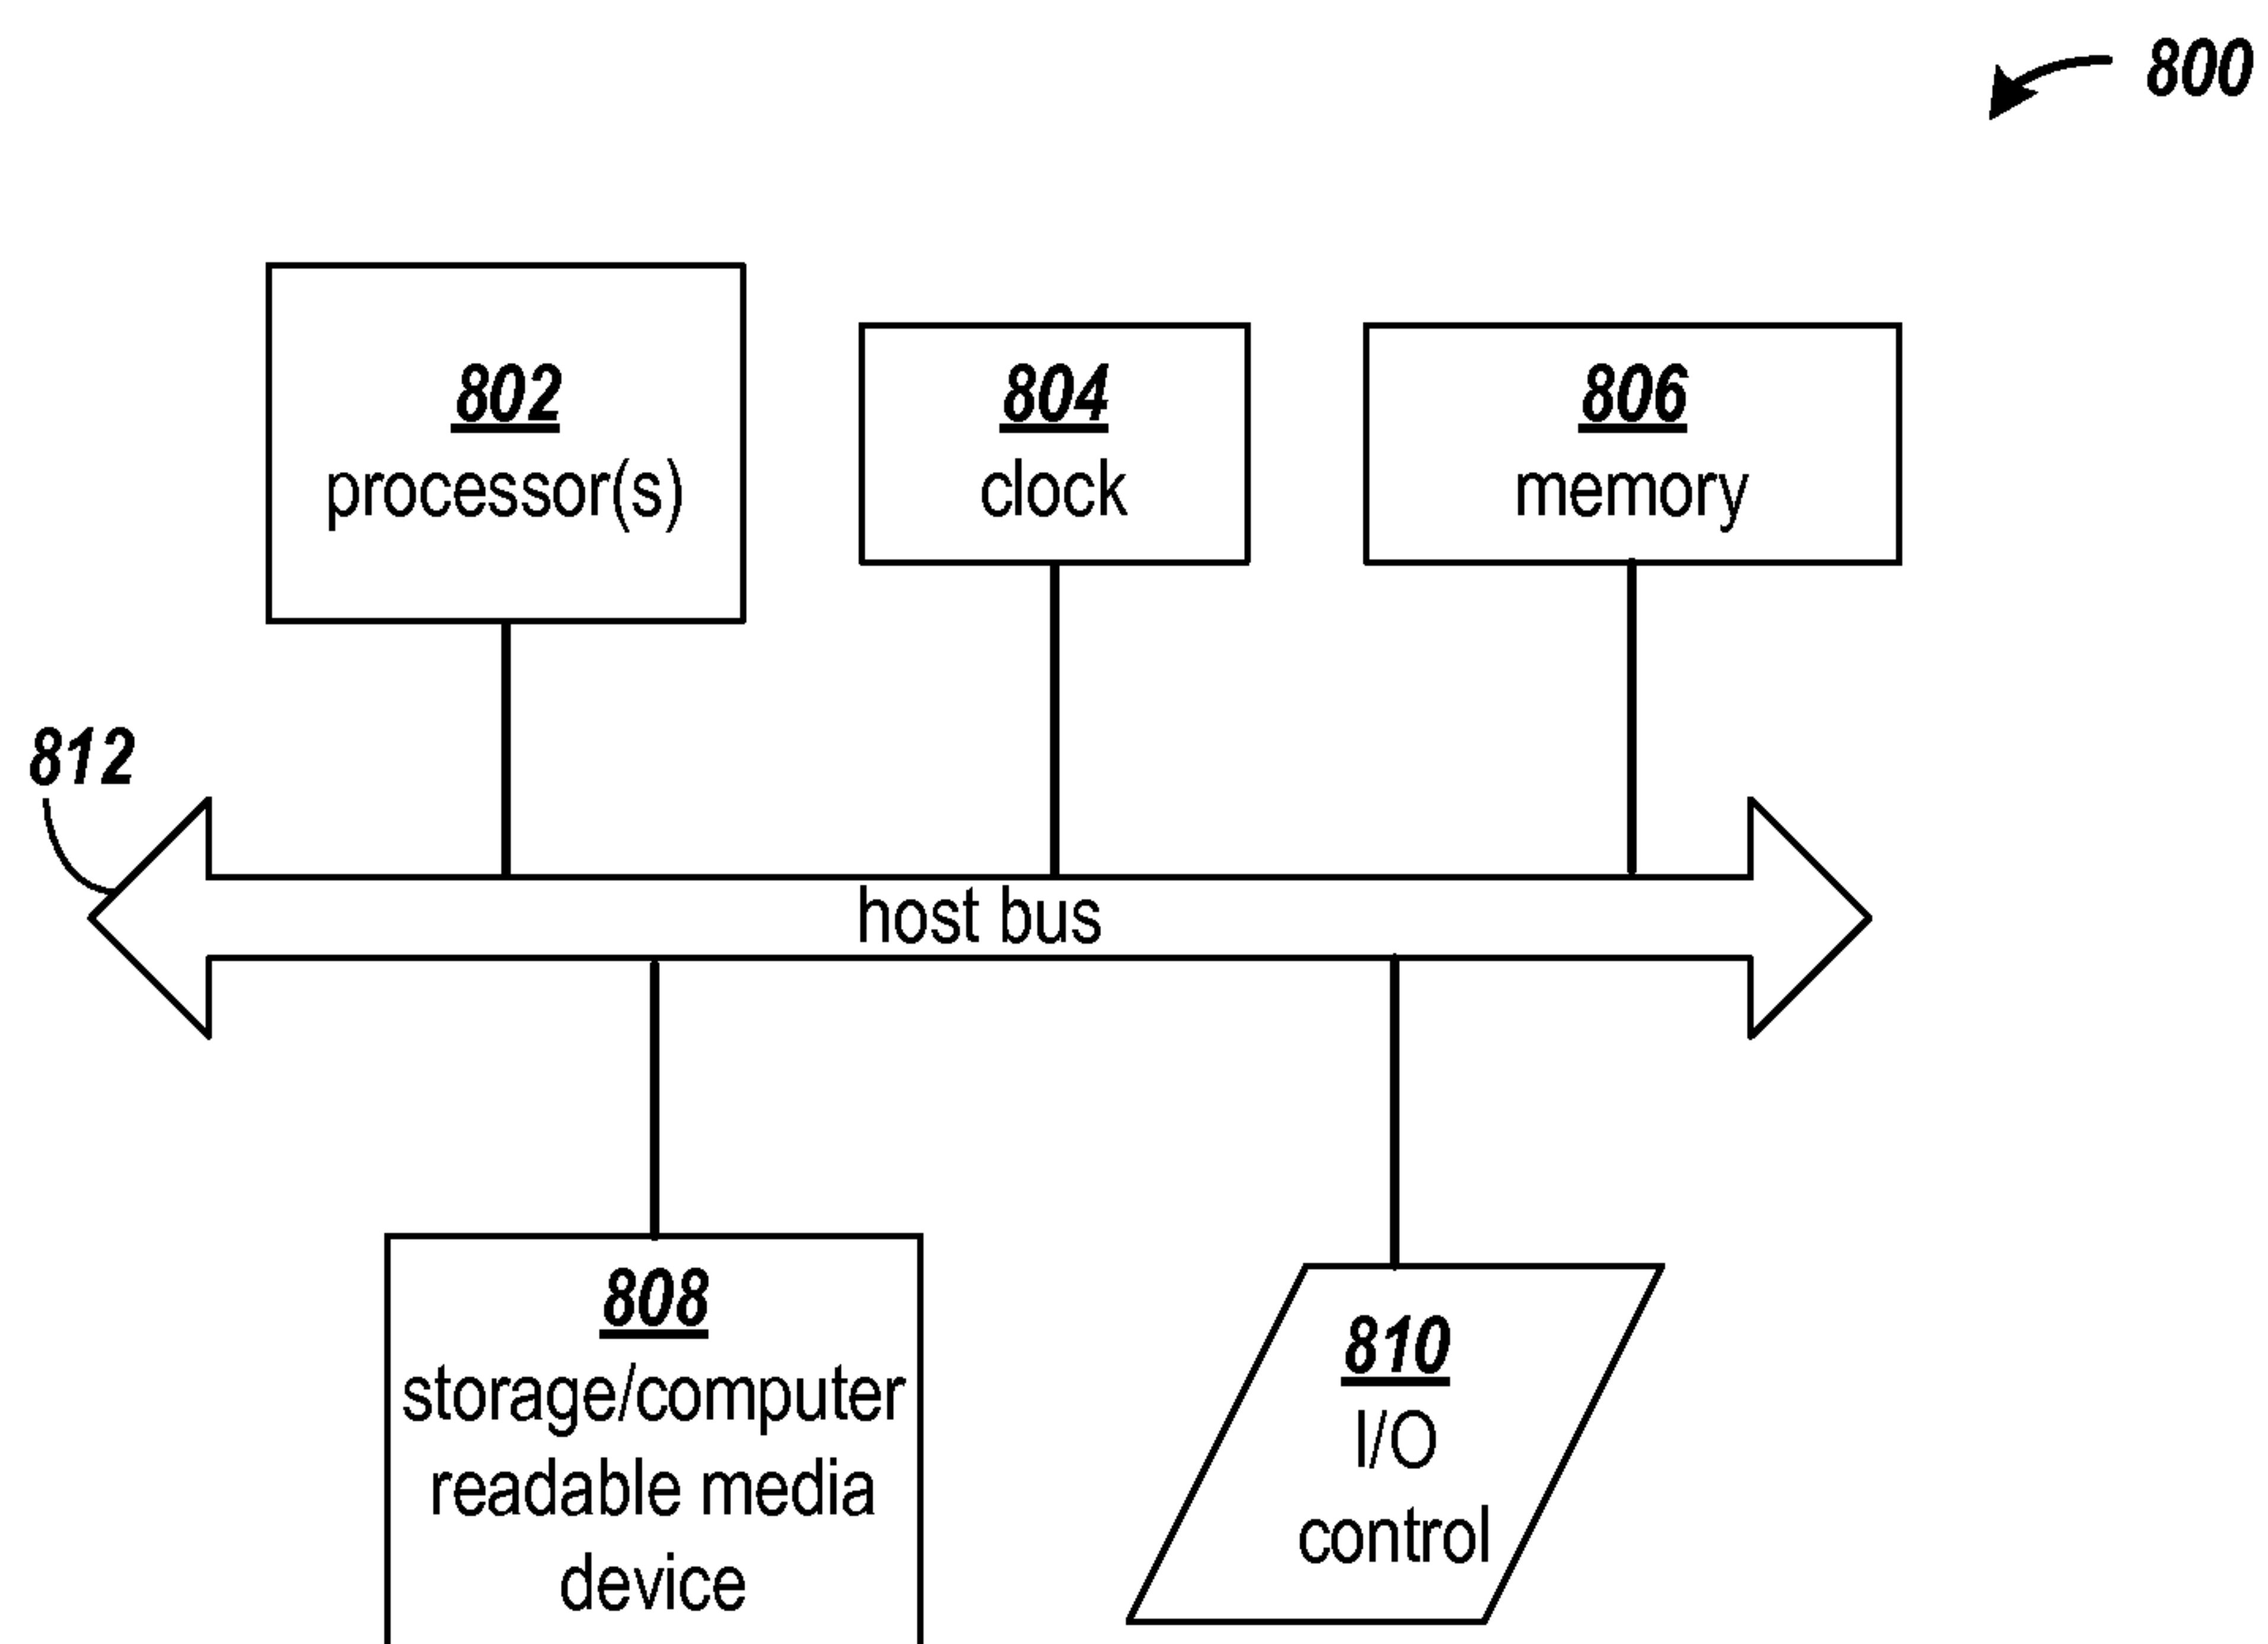 800
802
processor(s)
804
clock
806
memory
812
host bus
808
storage/computer
readable media
device
810
I/O
control